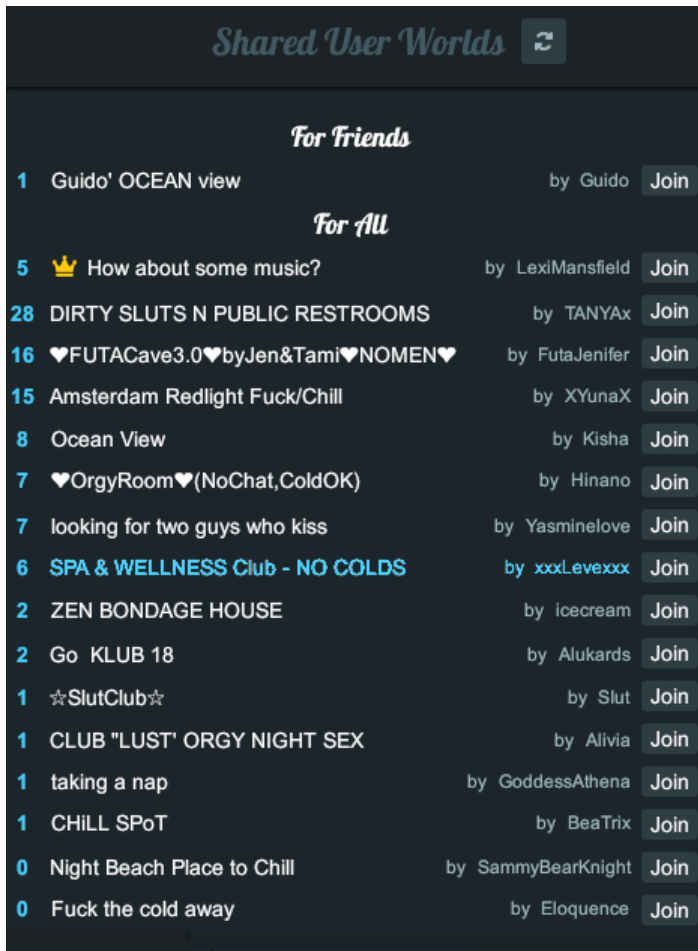 Shared User Worlds
For Friends
1 Guido' OCEAN view by Guido Join
For All
5 How about some music? by LexiMansfield Join
28 DIRTY SLUTS N PUBLIC RESTROOMS by TANYAx Join
16 ♥FUTACave3.0♥byJen&Tami♥NOMEN♥ by FutaJenifer Join
15 Amsterdam Redlight Fuck/Chill by XYunaX Join
8 Ocean View by Kisha Join
7 ♥OrgyRoom♥(NoChat,ColdOK) by Hinano Join
7 looking for two guys who kiss by Yasminelove Join
6 SPA & WELLNESS Club - NO COLDS by xxxLevexxx Join
2 ZEN BONDAGE HOUSE by icecream Join
2 Go KLUB 18 by Alukards Join
1 ☆SlutClub☆ by Slut Join
1 CLUB "LUST' ORGY NIGHT SEX by Alivia Join
1 taking a nap by GoddessAthena Join
1 CHiLL SPoT by BeaTrix Join
0 Night Beach Place to Chill by SammyBearKnight Join
0 Fuck the cold away by Eloquence Join